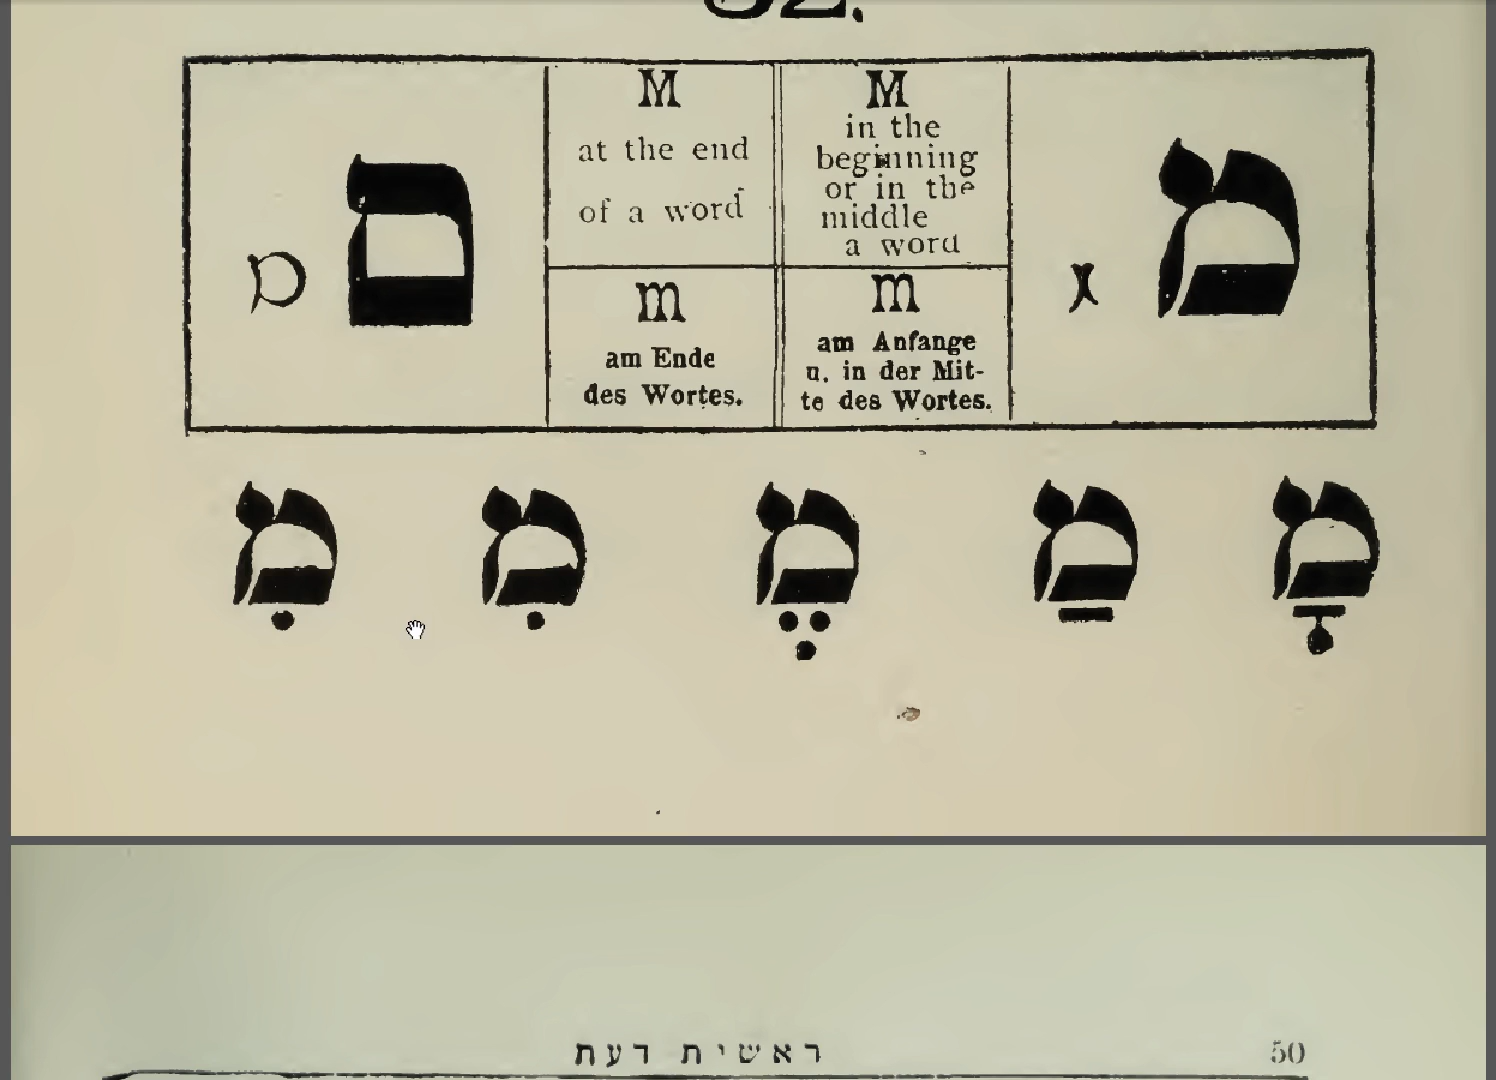 32.
M
at the end
of a word
m
am Ende
des Wortes.
M
in the
beginning
or in the
middle
a word
m
am Anfange
u. in der Mit-
te des Wortes.
ם
מ
מִ מִ מֶ מַ מָ
ראשית דעת 50